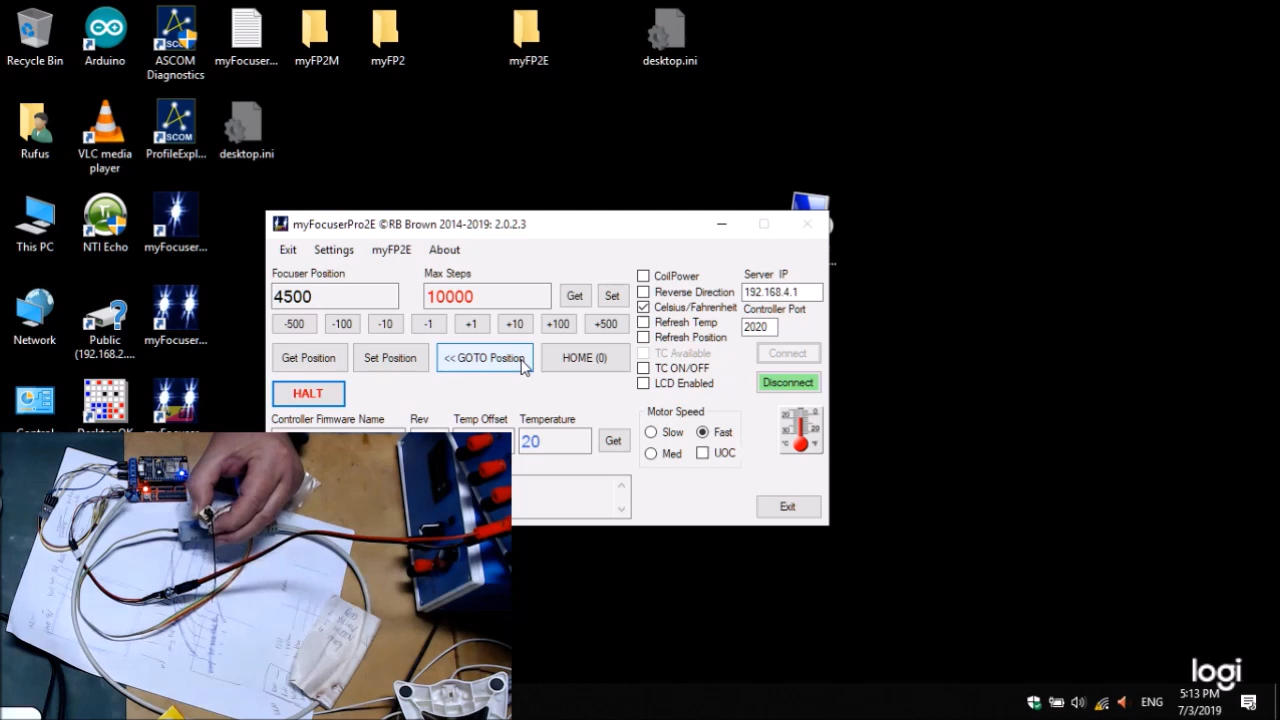 Recycle Bin
Arduino
ASCOM
Diagnostics
myFocuser...
myFP2M
myFP2
myFP2E
desktop.ini
Rufus
VLC media
player
ProfileExpl...
desktop.ini
This PC
NTI Echo
myFocuser...
Network
Public
(192.168.2....
myFocuser...
myFocuserPro2E ©RB Brown 2014-2019: 2.0.2.3
Exit
Settings
myFP2E
About
Focuser Position
Max Steps
4500
10000
Get
Set
-500
-100
-10
-1
+1
+10
+100
+500
Get Position
Set Position
<< GOTO Position
HOME (0)
HALT
Controller Firmware Name
Rev
Temp Offset
Temperature
20
Get
CoilPower
Reverse Direction
Celsius/Fahrenheit
Refresh Temp
Refresh Position
TC Available
TC ON/OFF
LCD Enabled
Server IP
192.168.4.1
Controller Port
2020
Connect
Disconnect
Motor Speed
Slow
Fast
Med
UOC
Exit
logi
5:13 PM
ENG
7/3/2019